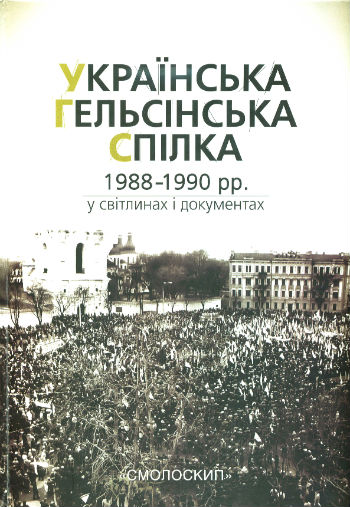 УКРАЇНСЬКА
ГЕЛЬСІНСЬКА
СПІЛКА
1988-1990 рр.
у світлинах і документах
«СМОЛОСКИП»